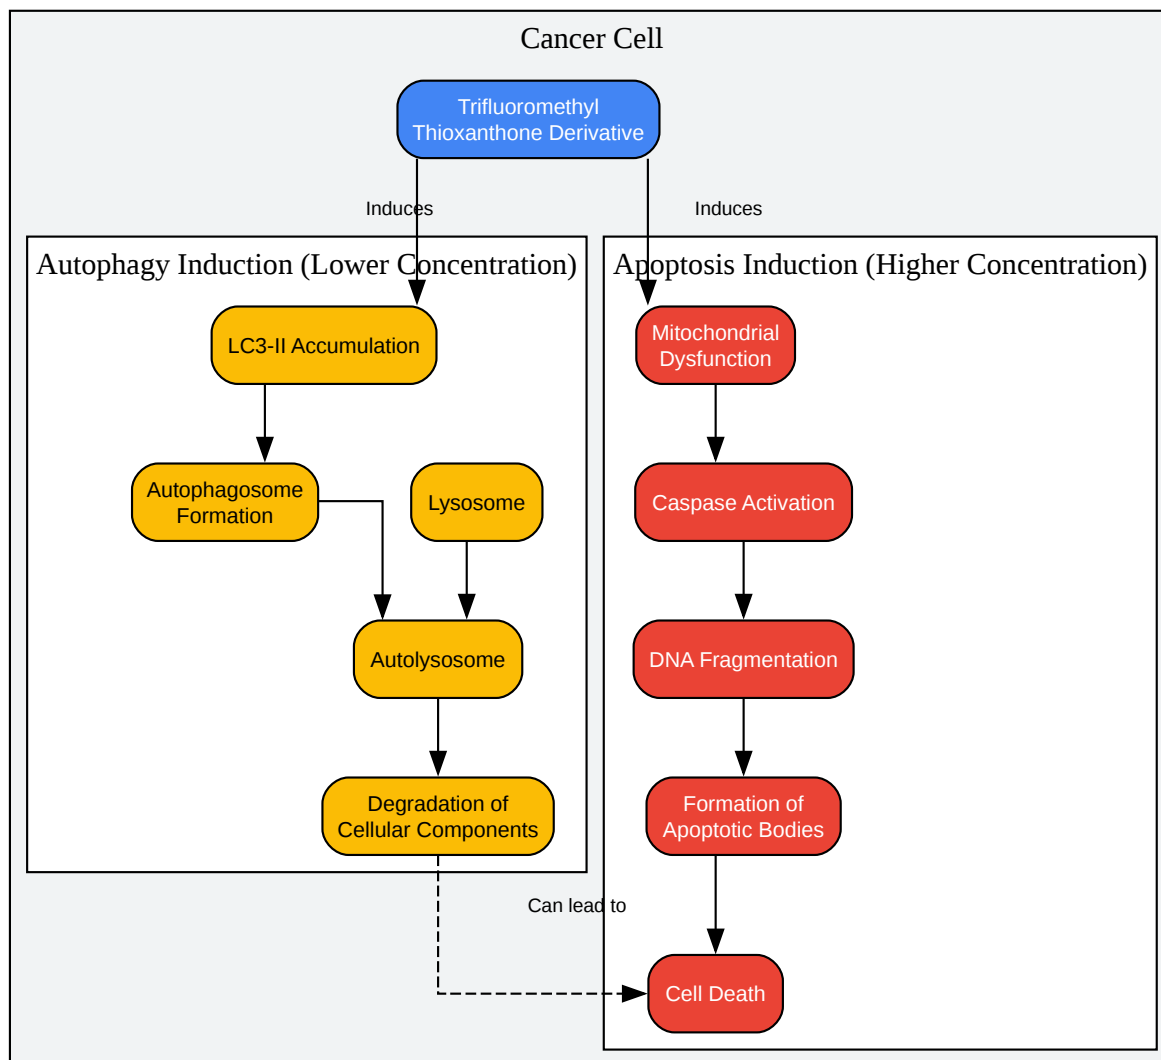 Cancer Cell
Trifluoromethyl
Thioxanthone Derivative
Induces
Induces
Autophagy Induction (Lower Concentration)
Apoptosis Induction (Higher Concentration)
LC3-II Accumulation
Mitochondrial
Dysfunction
Autophagosome
Formation
Lysosome
Caspase Activation
Autolysosome
DNA Fragmentation
Degradation of
Cellular Components
Formation of
Apoptotic Bodies
Can lead to
Cell Death